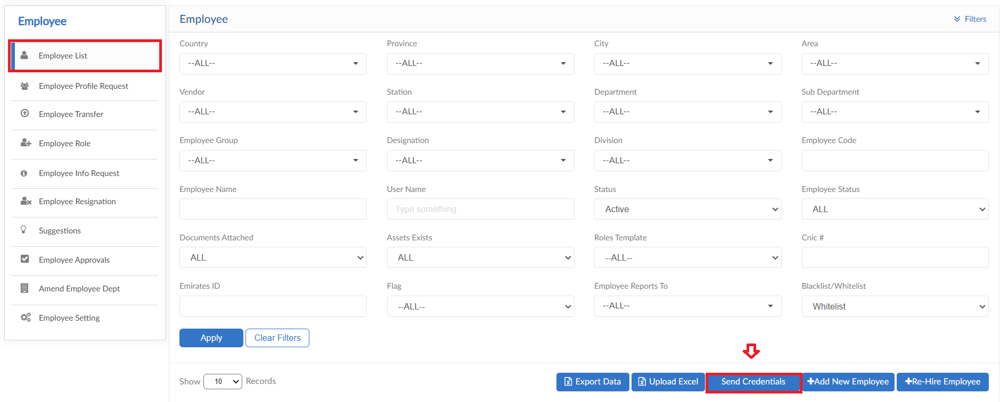 Employee
Employee List
Employee Profile Request
Employee Transfer
Employee Role
Employee Info Request
Employee Resignation
Suggestions
Employee Approvals
Amend Employee Dept
Employee Setting
Employee
Filters
Country Province City Area
--ALL-- --ALL-- --ALL-- --ALL--
Vendor Station Department Sub Department
--ALL-- --ALL-- --ALL-- --ALL--
Employee Group Designation Division Employee Code
--ALL-- --ALL-- --ALL--
Employee Name User Name Status Employee Status
Type something Active ALL
Documents Attached Assets Exists Roles Template Cnic #
ALL ALL --ALL--
Emirates ID Flag Employee Reports To Blacklist/Whitelist
--ALL-- --ALL-- Whitelist
Apply Clear Filters
Show 10 Records
Export Data Upload Excel Send Credentials +Add New Employee +Re-Hire Employee